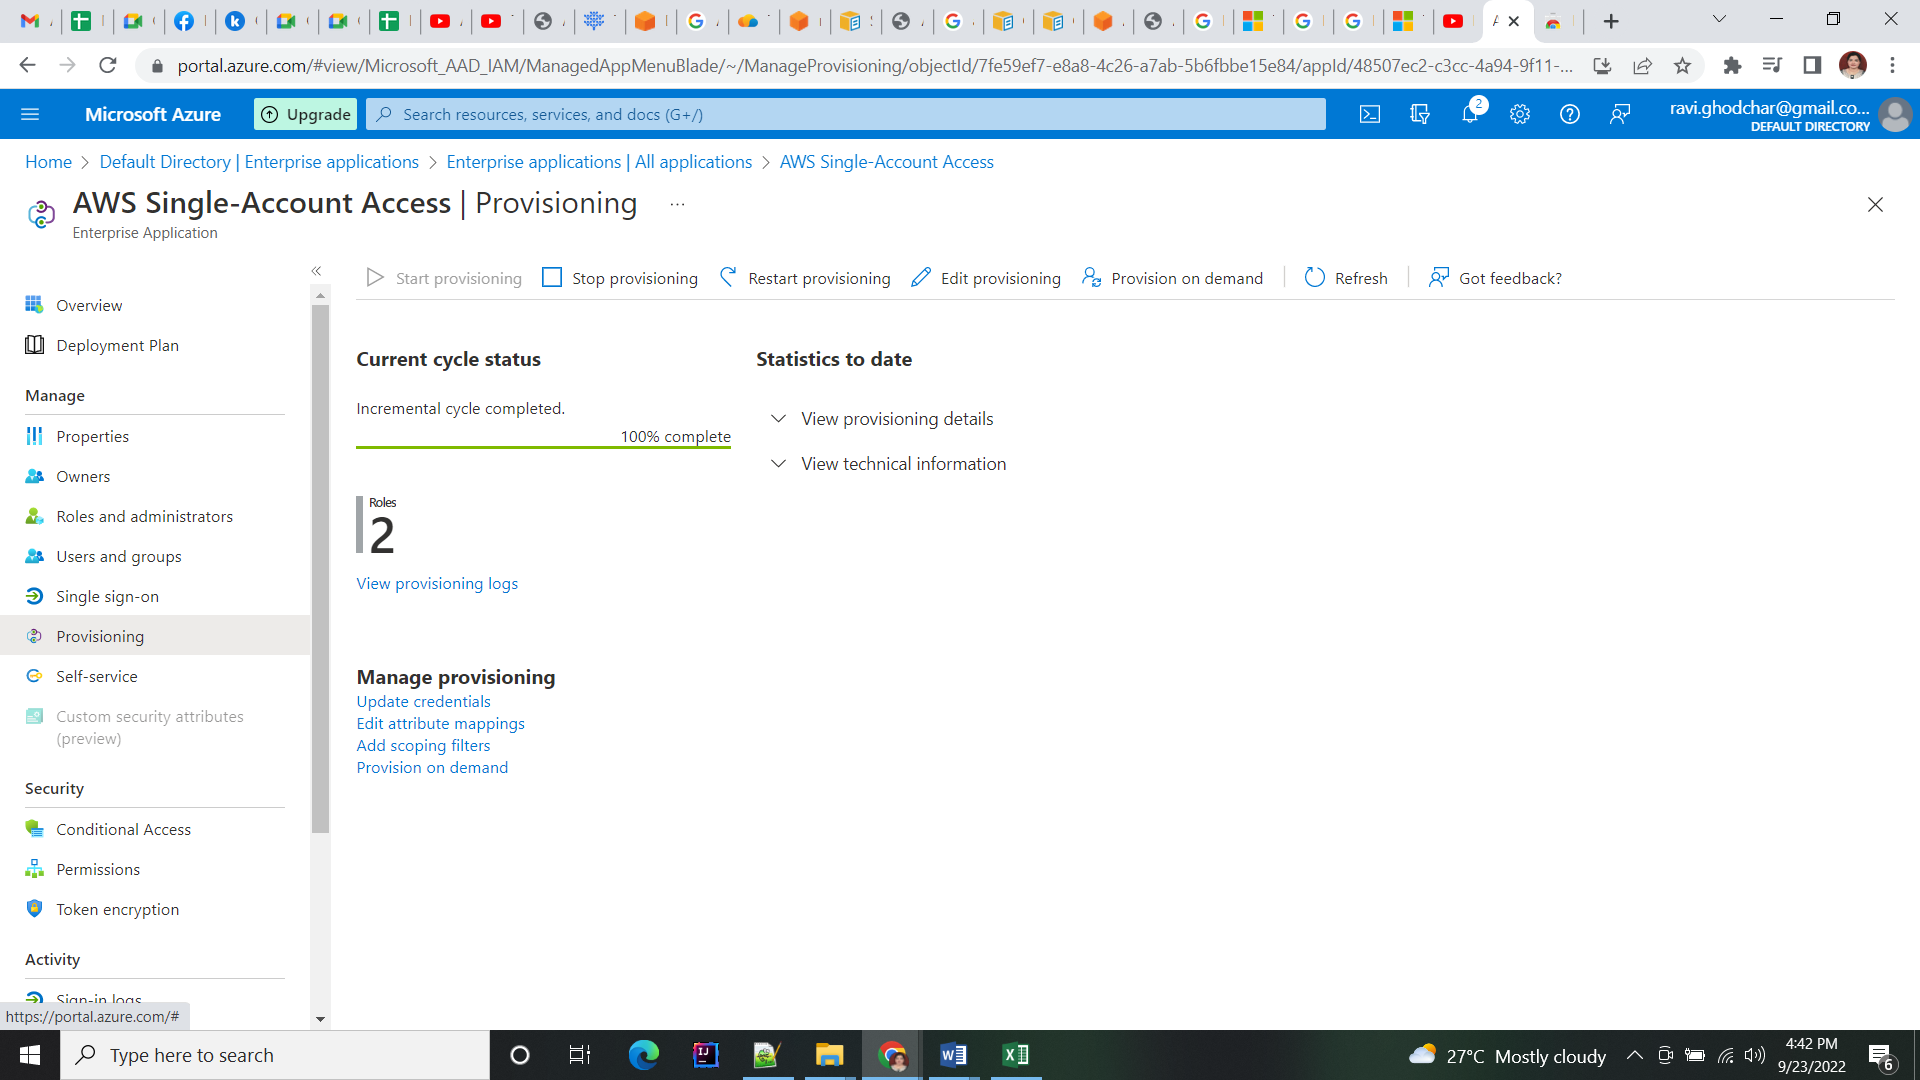 portal.azure.com/#view/Microsoft_AAD_IAM/ManagedAppMenuBlade/~/ManageProvisioning/objectId/7fe59ef7-e8a8-4c26-a7ab-5b6fbbe15e84/appId/48507ec2-c3cc-4a94-9f11-...
Microsoft Azure
Upgrade
Search resources, services, and docs (G+/)
2
ravi.ghodchar@gmail.co...
DEFAULT DIRECTORY
Home > Default Directory | Enterprise applications > Enterprise applications | All applications > AWS Single-Account Access
AWS Single-Account Access | Provisioning ...
Enterprise Application
Overview
Deployment Plan
Manage
Properties
Owners
Roles and administrators
Users and groups
Single sign-on
Provisioning
Self-service
Custom security attributes
(preview)
Security
Conditional Access
Permissions
Token encryption
Activity
Sign-in logs
https://portal.azure.com/#
Start provisioning
Stop provisioning
Restart provisioning
Edit provisioning
Provision on demand
Refresh
Got feedback?
Current cycle status
Incremental cycle completed.
100% complete
Roles
2
View provisioning logs
Manage provisioning
Update credentials
Edit attribute mappings
Add scoping filters
Provision on demand
Statistics to date
View provisioning details
View technical information
Type here to search
27°C Mostly cloudy
4:42 PM
9/23/2022
6